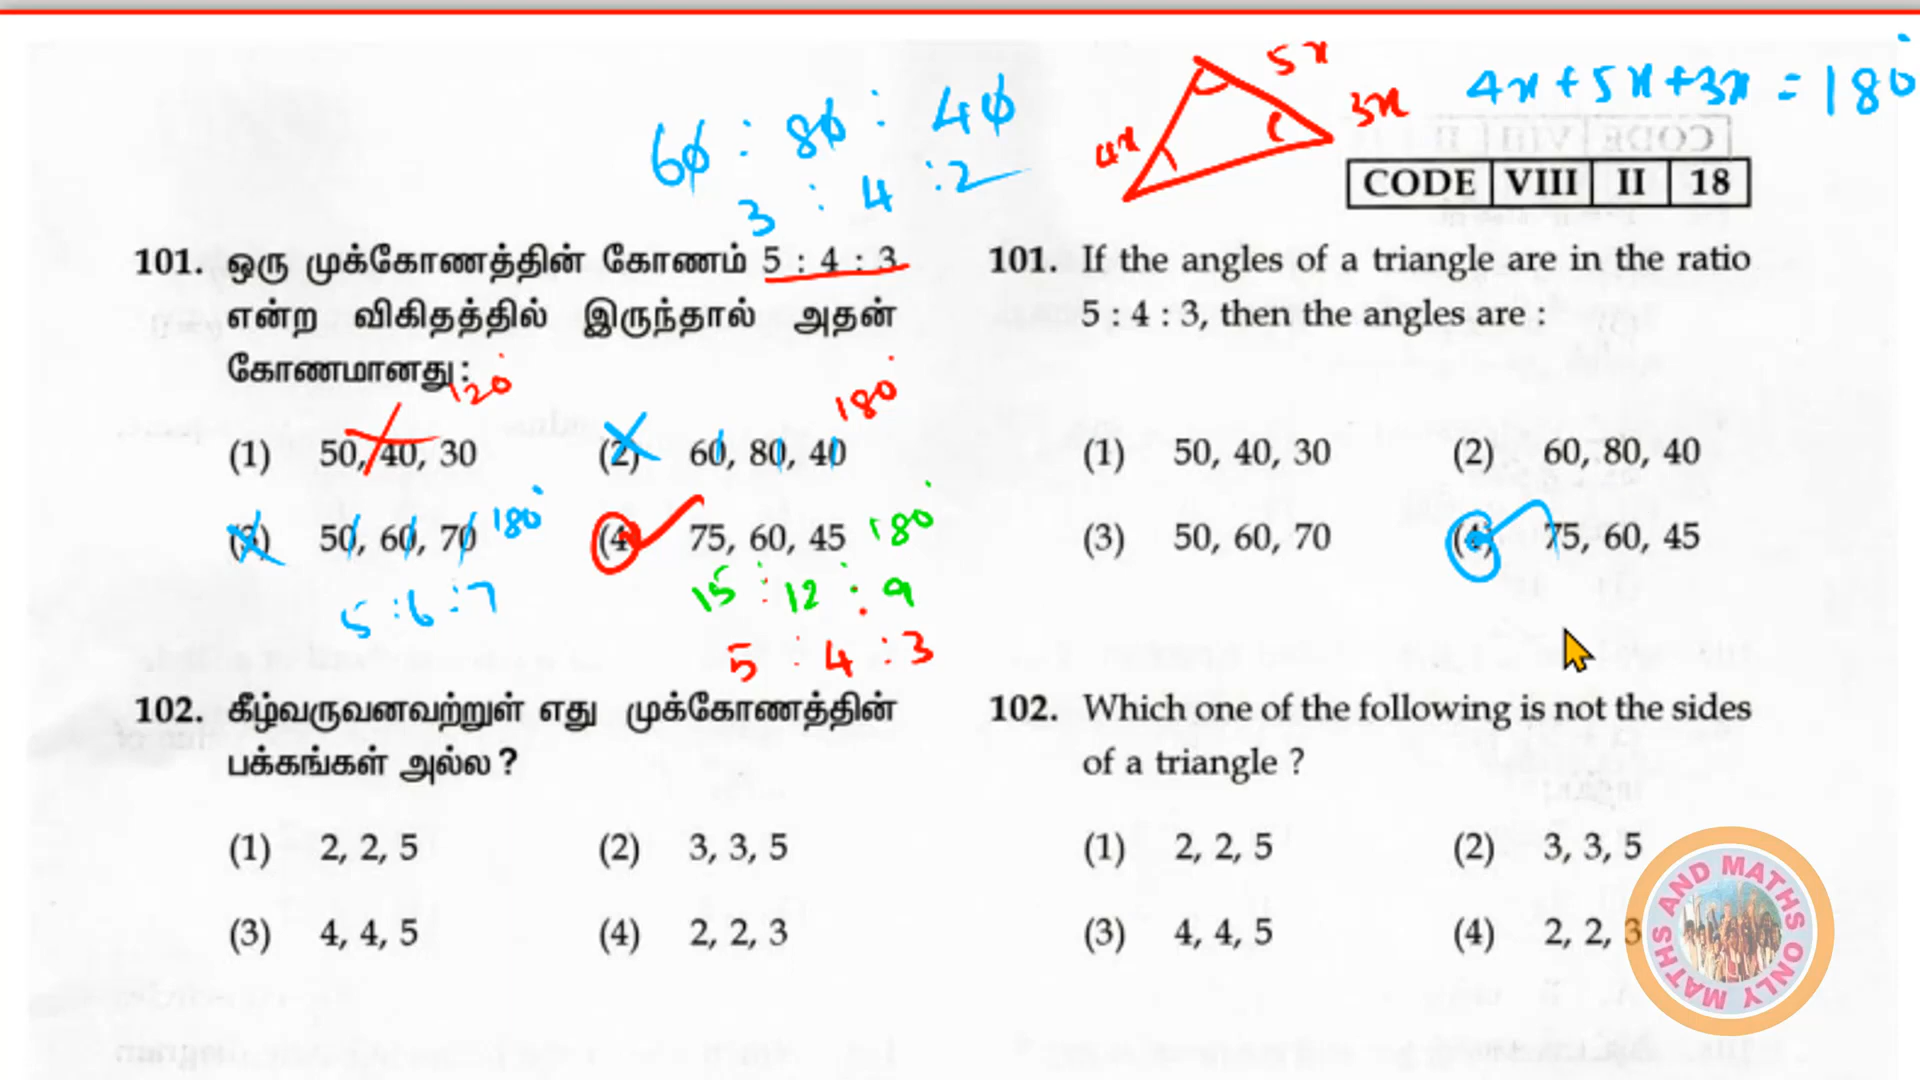 60 : 80 : 40
3 : 4 : 2
5x
4x
3x
4x + 5x + 3x = 180°
CODE VIII II 18
101. ஒரு முக்கோணத்தின் கோணம் 5 : 4 : 3
என்ற விகிதத்தில் இருந்தால் அதன்
கோணமானது :
120°
180°
(1) 50, 40, 30 (2) 60, 80, 40
(3) 50, 60, 70 180° (4) 75, 60, 45 180°
5 : 6 : 7
15 : 12 : 9
5 : 4 : 3
102. கீழ்வருவனவற்றுள் எது முக்கோணத்தின்
பக்கங்கள் அல்ல ?
(1) 2, 2, 5 (2) 3, 3, 5
(3) 4, 4, 5 (4) 2, 2, 3
101. If the angles of a triangle are in the ratio
5 : 4 : 3, then the angles are :
(1) 50, 40, 30 (2) 60, 80, 40
(3) 50, 60, 70 (4) 75, 60, 45
102. Which one of the following is not the sides
of a triangle ?
(1) 2, 2, 5 (2) 3, 3, 5
(3) 4, 4, 5 (4) 2, 2, 3
MATHS AND MATHS ONLY